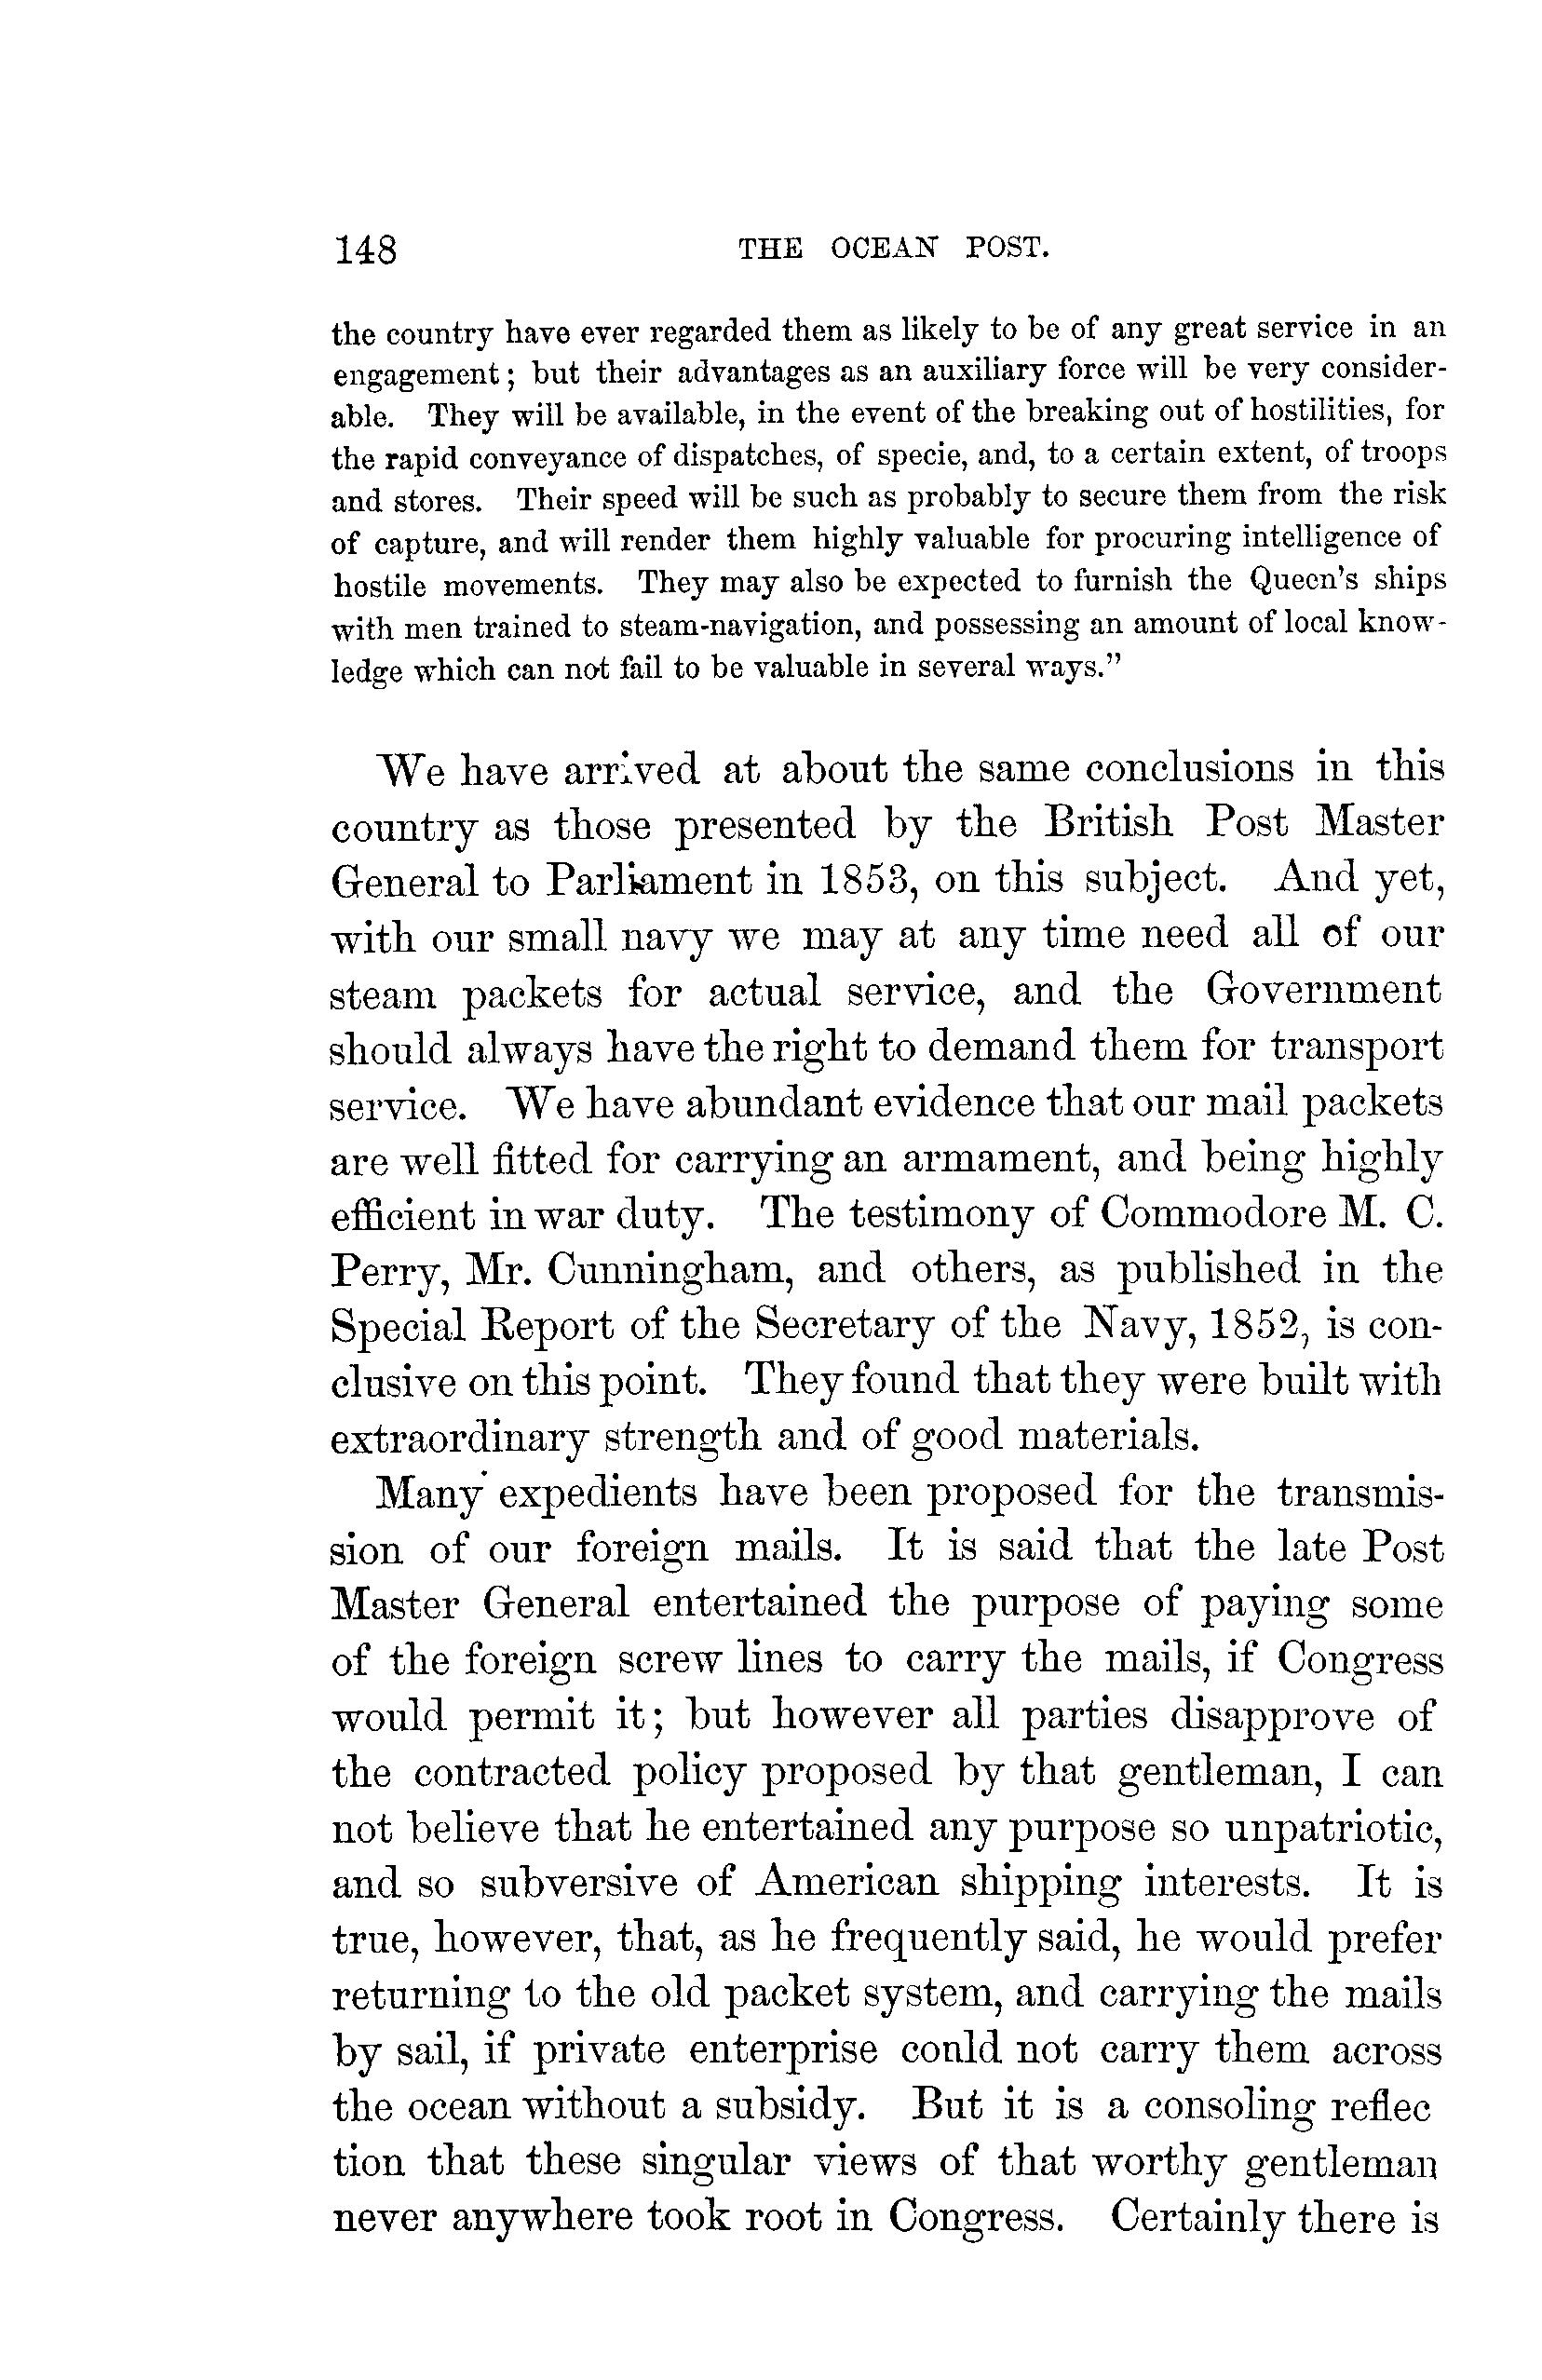 148 THE OCEAN POST.
the country have ever regarded them as likely to be of any great service in an
engagement; but their advantages as an auxiliary force will be very consider-
able. They will be available, in the event of the breaking out of hostilities, for
the rapid conveyance of dispatches, of specie, and, to a certain extent, of troops
and stores. Their speed will be such as probably to secure them from the risk
of capture, and will render them highly valuable for procuring intelligence of
hostile movements. They may also be expected to furnish the Queen's ships
with men trained to steam-navigation, and possessing an amount of local know-
ledge which can not fail to be valuable in several ways."
We have arrived at about the same conclusions in this
country as those presented by the British Post Master
General to Parliament in 1853, on this subject. And yet,
with our small navy we may at any time need all of our
steam packets for actual service, and the Government
should always have the right to demand them for transport
service. We have abundant evidence that our mail packets
are well fitted for carrying an armament, and being highly
efficient in war duty. The testimony of Commodore M. C.
Perry, Mr. Cunningham, and others, as published in the
Special Report of the Secretary of the Navy, 1852, is con-
clusive on this point. They found that they were built with
extraordinary strength and of good materials.
Many expedients have been proposed for the transmis-
sion of our foreign mails. It is said that the late Post
Master General entertained the purpose of paying some
of the foreign screw lines to carry the mails, if Congress
would permit it; but however all parties disapprove of
the contracted policy proposed by that gentleman, I can
not believe that he entertained any purpose so unpatriotic,
and so subversive of American shipping interests. It is
true, however, that, as he frequently said, he would prefer
returning to the old packet system, and carrying the mails
by sail, if private enterprise could not carry them across
the ocean without a subsidy. But it is a consoling reflec
tion that these singular views of that worthy gentleman
never anywhere took root in Congress. Certainly there is